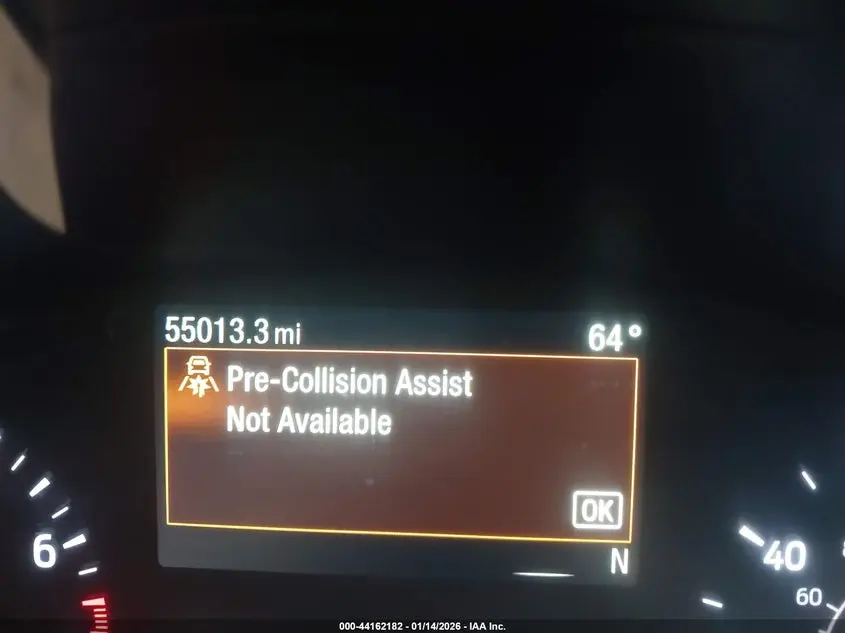 55013.3 mi 64°
Pre-Collision Assist
Not Available
OK
N
6
40
60
000-44162182 - 01/14/2026 - IAA Inc.